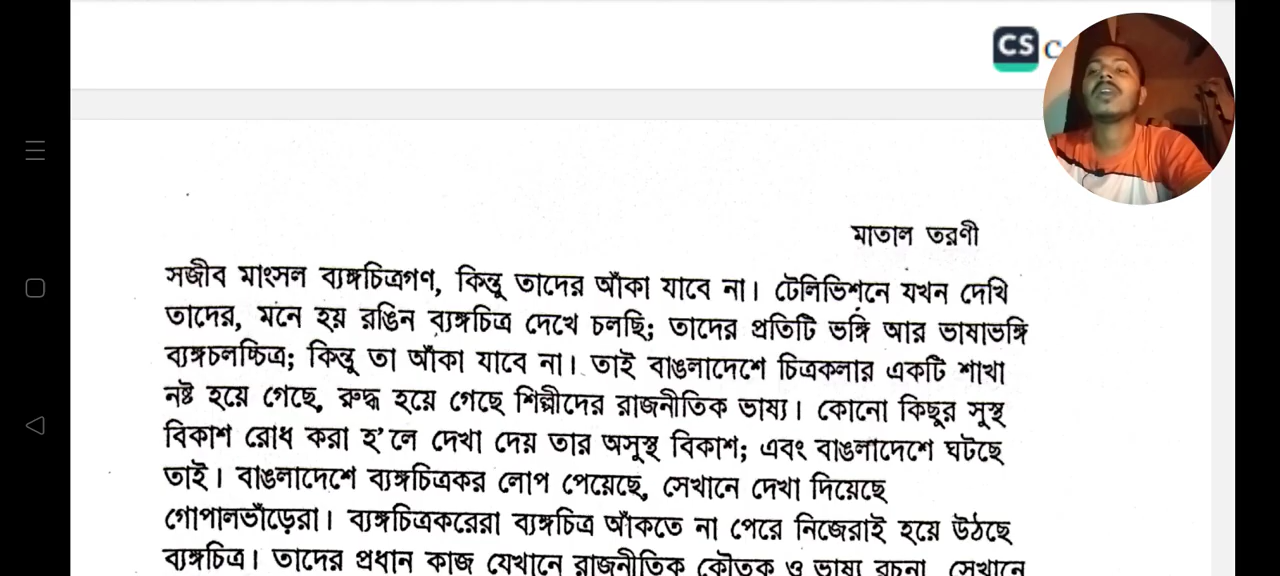 CS C
মাতাল তরণী
সজীব মাংসল ব্যঙ্গচিত্রগণ, কিন্তু তাদের আঁকা যাবে না। টেলিভিশনে যখন দেখি
তাদের, মনে হয় রঙিন ব্যঙ্গচিত্র দেখে চলছি; তাদের প্রতিটি ভঙ্গি আর ভাষাভঙ্গি
ব্যঙ্গচলচ্চিত্র; কিন্তু তা আঁকা যাবে না। তাই বাঙলাদেশে চিত্রকলার একটি শাখা
নষ্ট হয়ে গেছে, রুদ্ধ হয়ে গেছে শিল্পীদের রাজনীতিক ভাষ্য। কোনো কিছুর সুস্থ
বিকাশ রোধ করা হ'লে দেখা দেয় তার অসুস্থ বিকাশ; এবং বাঙলাদেশে ঘটছে
তাই। বাঙলাদেশে ব্যঙ্গচিত্রকর লোপ পেয়েছে, সেখানে দেখা দিয়েছে
গোপালভাঁড়েরা। ব্যঙ্গচিত্রকরেরা ব্যঙ্গচিত্র আঁকতে না পেরে নিজেরাই হয়ে উঠছে
ব্যঙ্গচিত্র। তাদের প্রধান কাজ যেখানে রাজনীতিক কৌতুক ও ভাষ্য রচনা, সেখানে